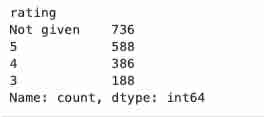 rating
Not given    736
5            588
4            386
3            188
Name: count, dtype: int64